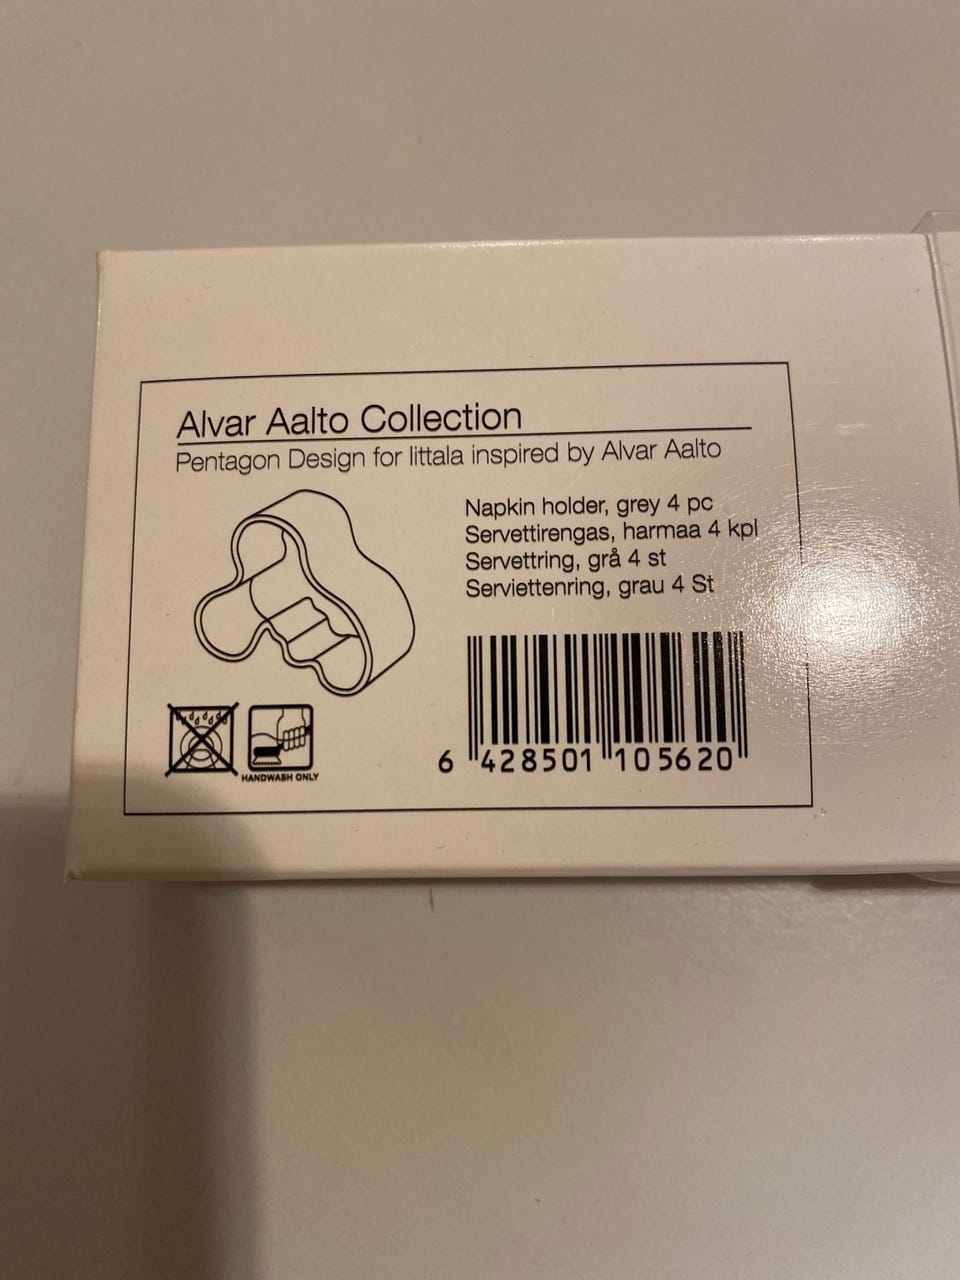 Alvar Aalto Collection
Pentagon Design for Iittala inspired by Alvar Aalto
Napkin holder, grey 4 pc
Servettirengas, harmaa 4 kpl
Servettring, grå 4 st
Serviettenring, grau 4 St
6 428501 105620
HANDWASH ONLY